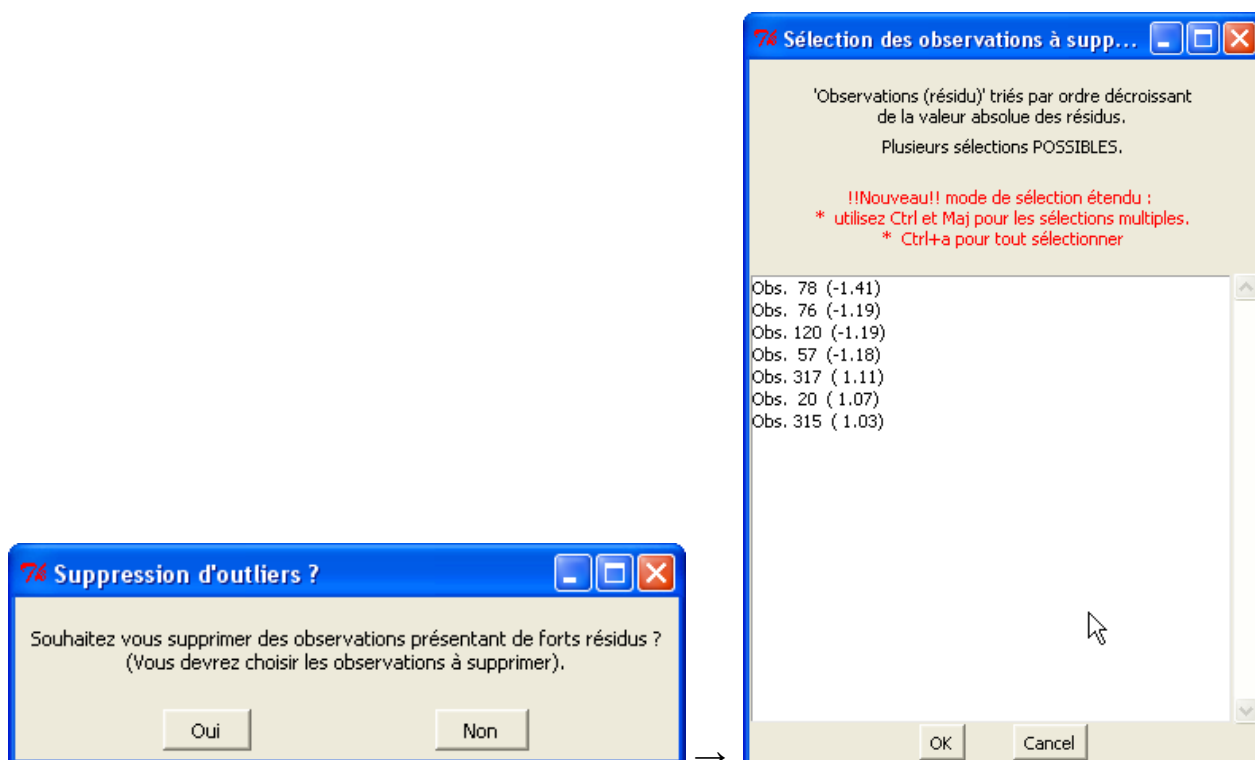 Suppression d'outliers ?
Souhaitez vous supprimer des observations présentant de forts résidus ?
(Vous devrez choisir les observations à supprimer).
Oui
Non
→
Sélection des observations à supp...
'Observations (résidu)' triés par ordre décroissant
de la valeur absolue des résidus.
Plusieurs sélections POSSIBLES.
!!Nouveau!! mode de sélection étendu :
* utilisez Ctrl et Maj pour les sélections multiples.
* Ctrl+a pour tout sélectionner
Obs. 78 (-1.41)
Obs. 76 (-1.19)
Obs. 120 (-1.19)
Obs. 57 (-1.18)
Obs. 317 ( 1.11)
Obs. 20 ( 1.07)
Obs. 315 ( 1.03)
OK
Cancel